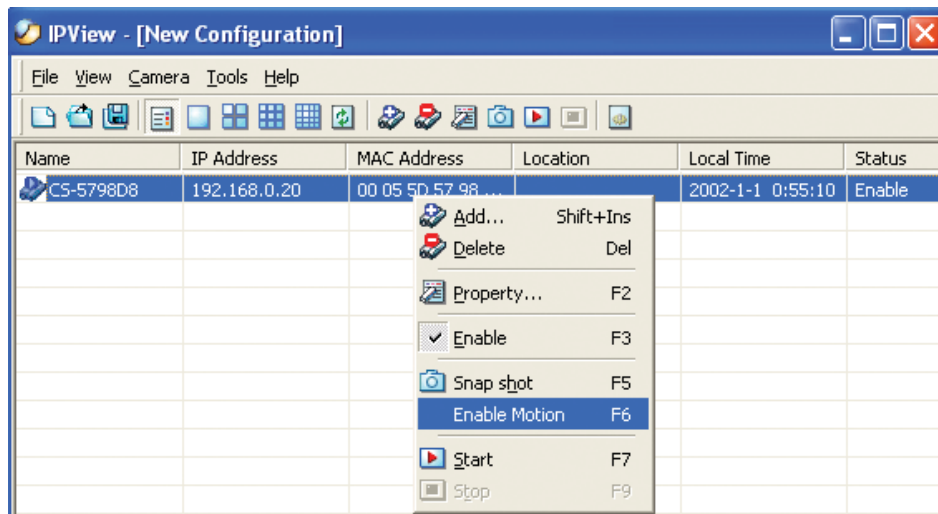 IPView - [New Configuration]
File View Camera Tools Help
Name IP Address MAC Address Location Local Time Status
CS-5798D8 192.168.0.20 00 05 5D 57 98 ... 2002-1-1 0:55:10 Enable
Add... Shift+Ins
Delete Del
Property... F2
Enable F3
Snap shot F5
Enable Motion F6
Start F7
Stop F9